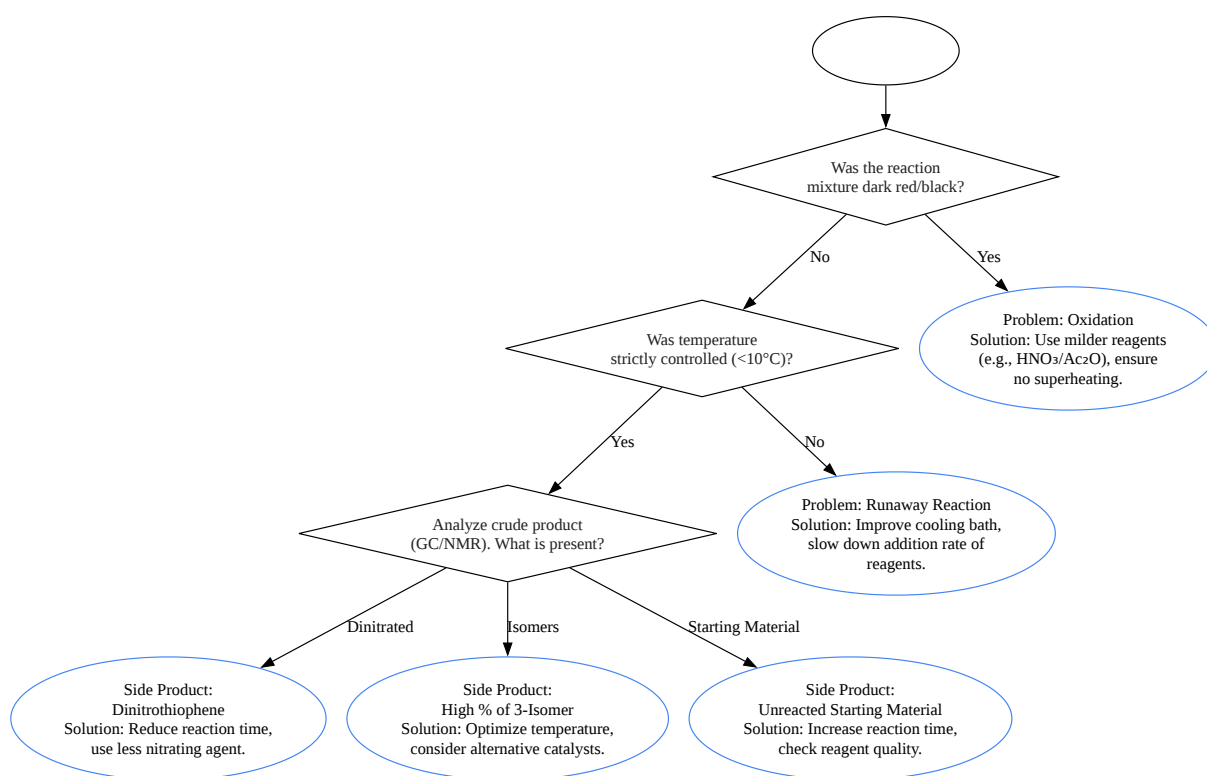 Was the reaction
mixture dark red/black?
No
Yes
Was temperature
strictly controlled (<10°C)?
Problem: Oxidation
Solution: Use milder reagents
(e.g., HNO₃/Ac₂O), ensure
no superheating.
Yes
No
Analyze crude product
(GC/NMR). What is present?
Problem: Runaway Reaction
Solution: Improve cooling bath,
slow down addition rate of
reagents.
Dinitrated
Isomers
Starting Material
Side Product:
Dinitrothiophene
Solution: Reduce reaction time,
use less nitrating agent.
Side Product:
High % of 3-Isomer
Solution: Optimize temperature,
consider alternative catalysts.
Side Product:
Unreacted Starting Material
Solution: Increase reaction time,
check reagent quality.